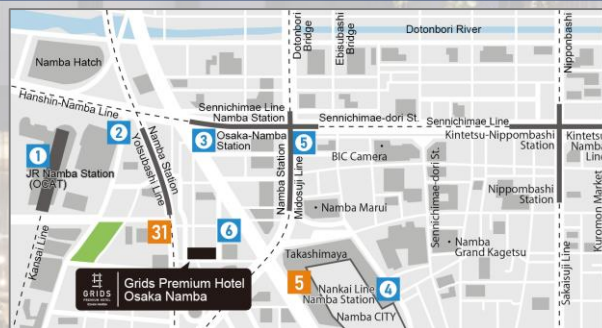 Dotonbori River
Dotonbori
Bridge
Ebisubashi
Bridge
Nipponbashi
Namba Hatch
Hanshin-Namba Line
Sennichimae Line
Namba Station
Sennichimae-dori St.
2
3
Osaka-Namba
Station
5
Kintetsu-Nippombashi
Station
Kintetsu
Namba
Line
1
JR Namba Station
(OCAT)
Namba Station
Yotsubashi Line
BIC Camera
Namba Station
Midosuji Line
Sennichimae-dori St.
Nippombashi
Station
Kuromon Market
Namba Marui
31
6
Kansai Line
Takashimaya
Namba
Grand Kagetsu
Sakaisuji Line
GRIDS
PREMIUM HOTEL
Grids Premium Hotel
Osaka Namba
5
Nankai Line
Namba Station
4
Namba CITY